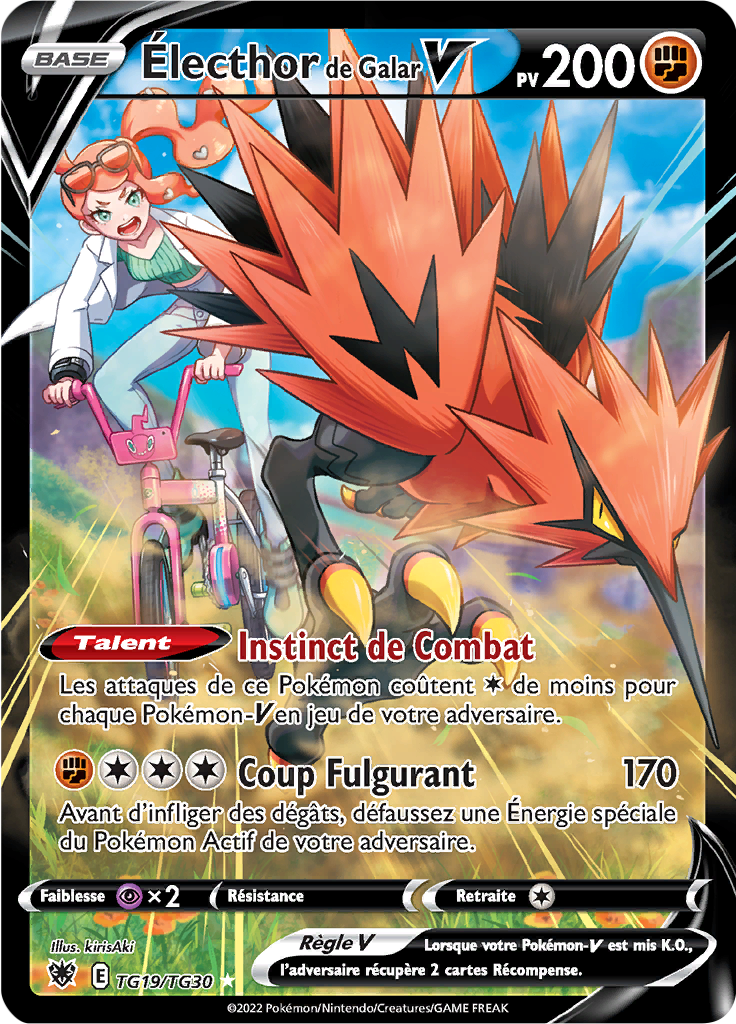 BASE Électhor de Galar V PV 200
Talent Instinct de Combat
Les attaques de ce Pokémon coûtent de moins pour
chaque Pokémon-V en jeu de votre adversaire.
Coup Fulgurant 170
Avant d’infliger des dégâts, défaussez une Énergie spéciale
du Pokémon Actif de votre adversaire.
Faiblesse ×2 Résistance Retraite
Illus. kirisAki
Règle V Lorsque votre Pokémon-V est mis K.O.,
l’adversaire récupère 2 cartes Récompense.
E TG19/TG30
©2022 Pokémon/Nintendo/Creatures/GAME FREAK